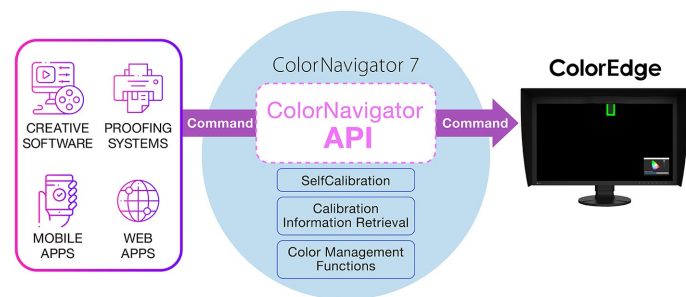 CREATIVE
SOFTWARE
PROOFING
SYSTEMS
MOBILE
APPS
WEB
APPS
Command
ColorNavigator 7
ColorNavigator
API
SelfCalibration
Calibration
Information Retrieval
Color Management
Functions
Command
ColorEdge